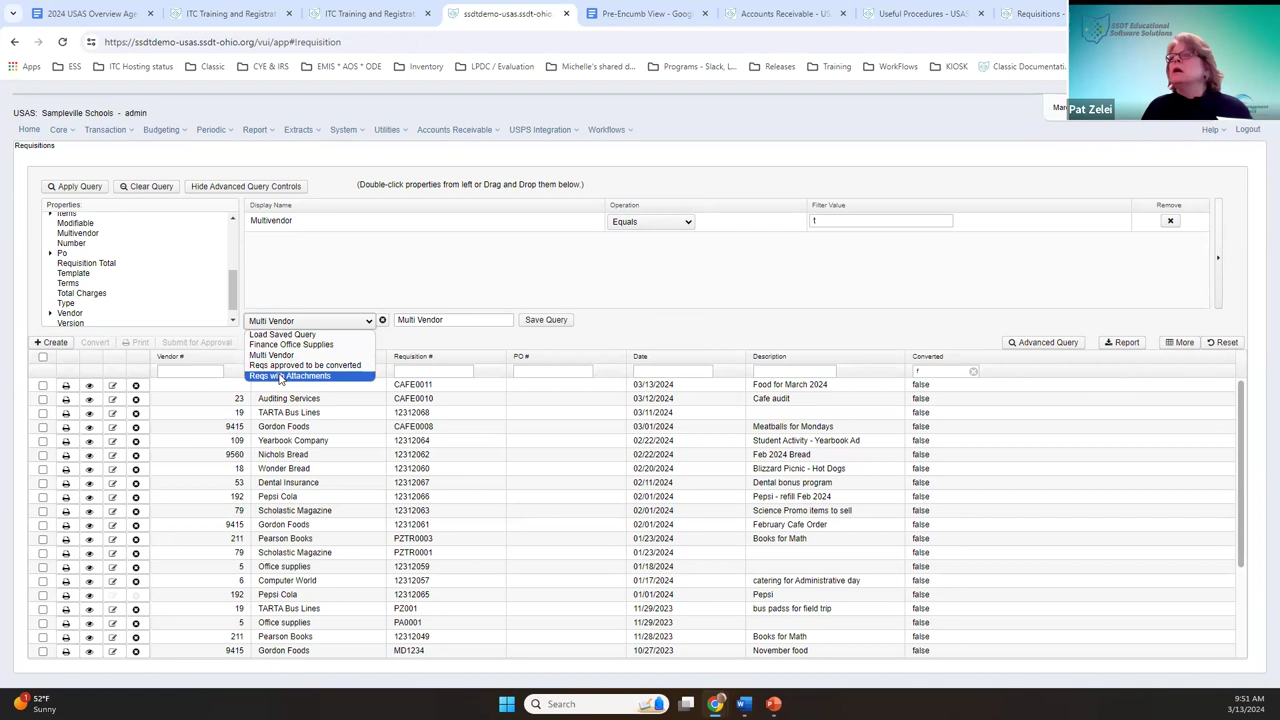 2024 USAS Overview Age
ITC Training and Registrat
ITC Training and Registrat
ssdtdemo-usas.ssdt-ohio
Pre-Encumb View - Googl
Accounts Receivable - US
Useful Procedures - USAS
Requisitions -
https://ssdtdemo-usas.ssdt-ohio.org/vui/app#!requisition
Apps ESS ITC Hosting status Classic CYE & IRS EMIS * AOS * ODE Inventory LPDC / Evaluation Michelle's shared d... Programs - Slack, L... Releases Training WorkFlows KIOSK Classic Documentati...
SSDT Educational
Software Solutions
Pat Zelei
USAS: Sampleville Schools - admin
Home Core Transaction Budgeting Periodic Report Extracts System Utilities Accounts Receivable USPS Integration Workflows Help Logout
Requisitions
Apply Query Clear Query Hide Advanced Query Controls (Double-click properties from left or Drag and Drop them below.)
Properties: Display Name Operation Filter Value Remove
Items
Modifiable
Multivendor
Number
Po
Requisition Total
Template
Terms
Total Charges
Type
Vendor
Version
Multivendor Equals t
Multi Vendor Multi Vendor Save Query
Load Saved Query
Finance Office Supplies
Multi Vendor
Reqs approved to be converted
Reqs with Attachments
Create Convert Print Submit for Approval Advanced Query Report More Reset
Vendor # Requisition # PO # Date Description Converted
f
CAFE0011 03/13/2024 Food for March 2024 false
23 Auditing Services CAFE0010 03/12/2024 Cafe audit false
19 TARTA Bus Lines 12312068 03/11/2024 false
9415 Gordon Foods CAFE0008 03/01/2024 Meatballs for Mondays false
109 Yearbook Company 12312064 02/22/2024 Student Activity - Yearbook Ad false
9560 Nichols Bread 12312062 02/22/2024 Feb 2024 Bread false
18 Wonder Bread 12312060 02/20/2024 Blizzard Picnic - Hot Dogs false
53 Dental Insurance 12312067 02/11/2024 Dental bonus program false
192 Pepsi Cola 12312066 02/01/2024 Pepsi - refill Feb 2024 false
79 Scholastic Magazine 12312063 02/01/2024 Science Promo items to sell false
9415 Gordon Foods 12312061 02/01/2024 February Cafe Order false
211 Pearson Books PZTR0003 01/23/2024 Books for Math false
79 Scholastic Magazine PZTR0001 01/23/2024 false
5 Office supplies 12312059 01/18/2024 false
6 Computer World 12312057 01/17/2024 catering for Administrative day false
192 Pepsi Cola 12312065 01/01/2024 Pepsi false
19 TARTA Bus Lines PZ001 11/29/2023 bus padss for field trip false
5 Office supplies PA0001 11/29/2023 false
211 Pearson Books 12312049 11/28/2023 Books for Math false
9415 Gordon Foods MD1234 10/27/2023 November food false
52°F
Sunny
Search
9:51 AM
3/13/2024